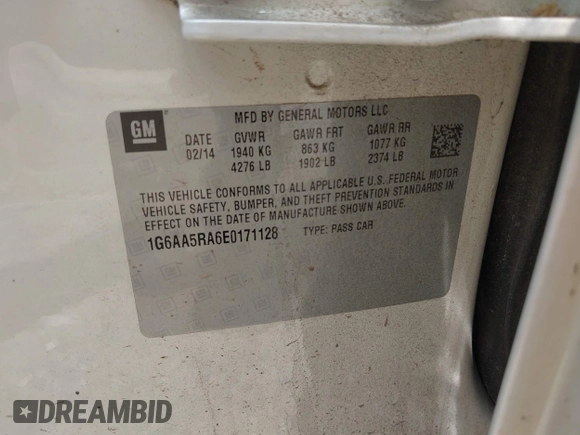 GM
MFD BY GENERAL MOTORS LLC
DATE GVWR GAWR FRT GAWR RR
02/14 1940 KG 863 KG 1077 KG
4276 LB 1902 LB 2374 LB
THIS VEHICLE CONFORMS TO ALL APPLICABLE U.S. FEDERAL MOTOR
VEHICLE SAFETY, BUMPER, AND THEFT PREVENTION STANDARDS IN
EFFECT ON THE DATE OF MANUFACTURE SHOWN ABOVE.
1G6AA5RA6E0171128 TYPE: PASS CAR
DREAMBID